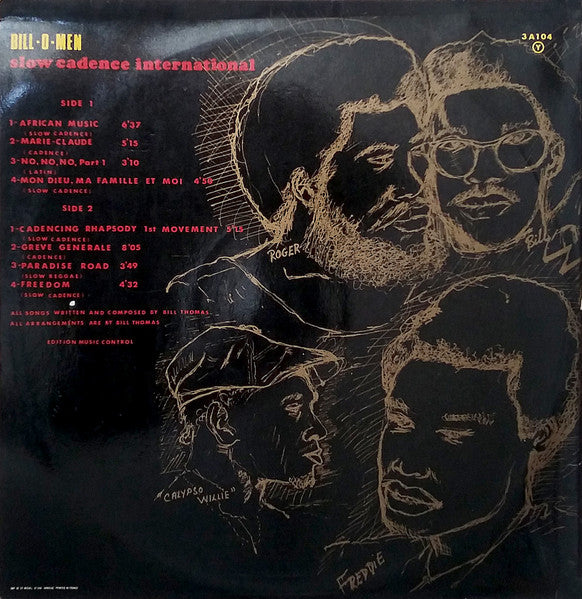 BILL-O-MEN
3A104
Y
slow cadence international
SIDE 1
1-AFRICAN MUSIC 6'37
(SLOW CADENCE)
2-MARIE-CLAUDE 5'15
(CADENCE)
3-NO, NO, NO, Part 1 3'10
(LATIN)
4-MON DIEU, MA FAMILLE ET MOI 4'56
(SLOW CADENCE)
SIDE 2
1-CADENCING RHAPSODY 1st MOVEMENT 5'15
(SLOW CADENCE)
2-GREVE GENERALE 8'05
(CADENCE)
3-PARADISE ROAD 3'49
(SLOW REGGAE)
4-FREEDOM 4'32
(SLOW CADENCE)
ALL SONGS WRITTEN AND COMPOSED BY BILL THOMAS.
ALL ARRANGEMENTS ARE BY BILL THOMAS
EDITION MUSIC CONTROL
ROGER
Bill
"CALYPSO
WILLIE"
FREDDIE